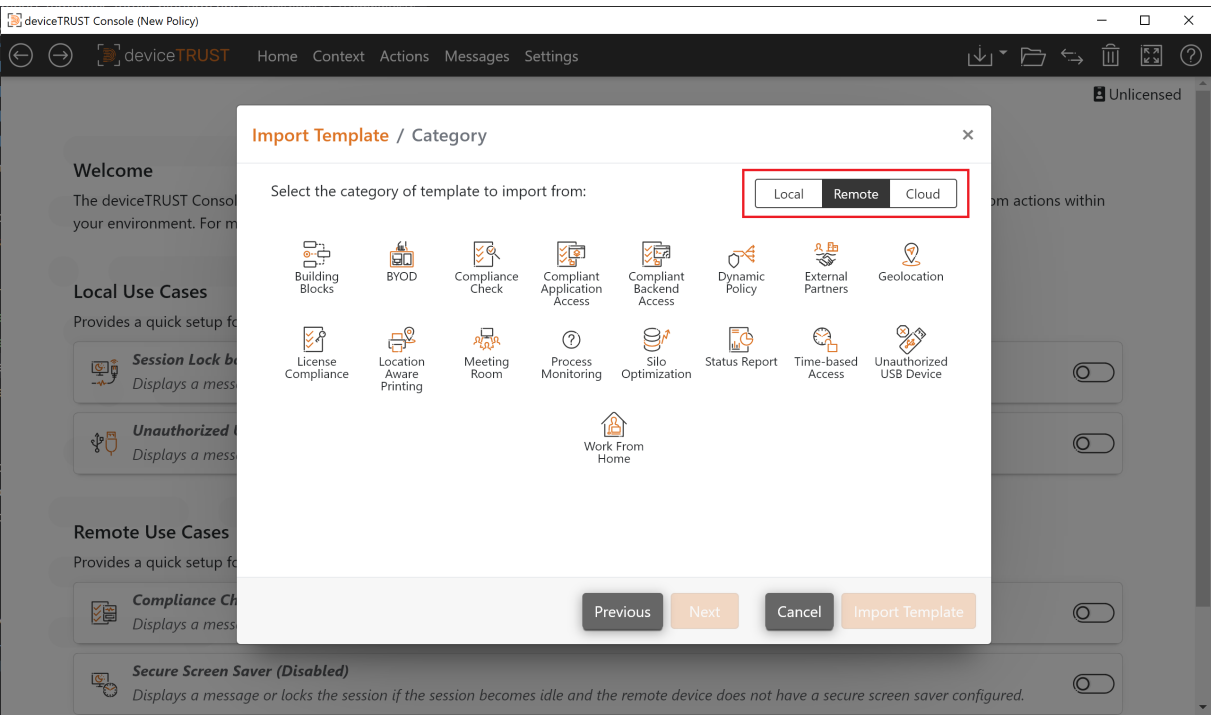 deviceTRUST Console (New Policy)
deviceTRUST Home Context Actions Messages Settings
Unlicensed
Import Template / Category
Welcome
Select the category of template to import from:
Local Remote Cloud
The deviceTRUST Consol
om actions within
your environment. For m
Building
Blocks
BYOD
Compliance
Check
Compliant
Application
Access
Compliant
Backend
Access
Dynamic
Policy
External
Partners
Geolocation
Local Use Cases
Provides a quick setup fo
License
Compliance
Location
Aware
Printing
Meeting
Room
Process
Monitoring
Silo
Optimization
Status Report
Time-based
Access
Unauthorized
USB Device
Session Lock ba
Displays a mess
Work From
Home
Unauthorized U
Displays a mess
Remote Use Cases
Provides a quick setup fo
Compliance Ch
Displays a mess
Previous Next Cancel Import Template
Secure Screen Saver (Disabled)
Displays a message or locks the session if the session becomes idle and the remote device does not have a secure screen saver configured.